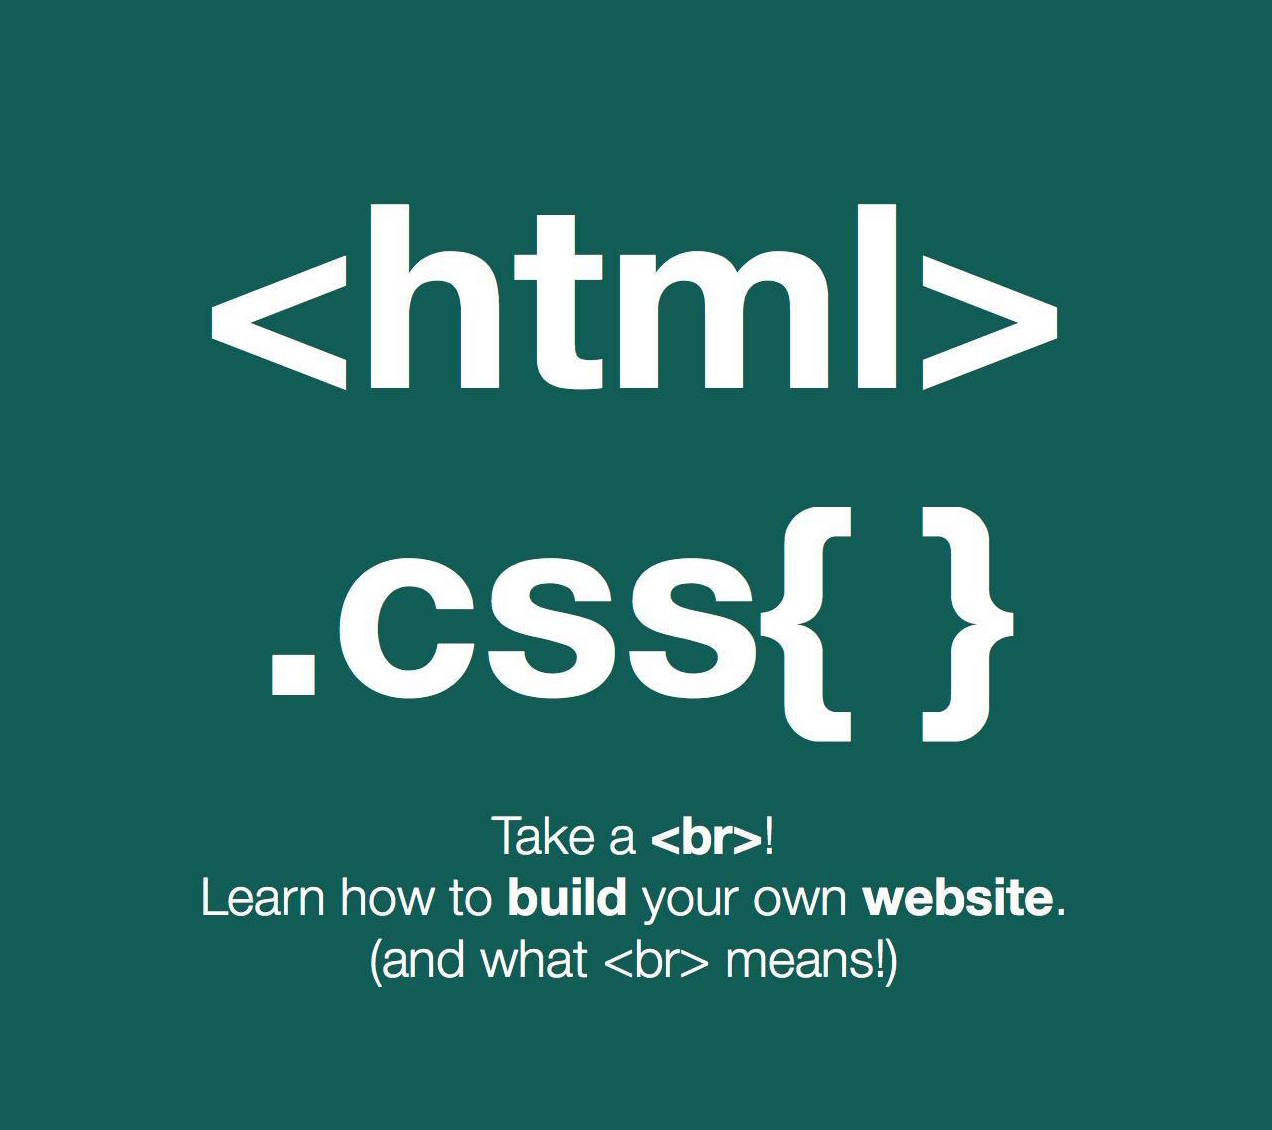 <html>
.css{ }
Take a <br>!
Learn how to build your own website.
(and what <br> means!)